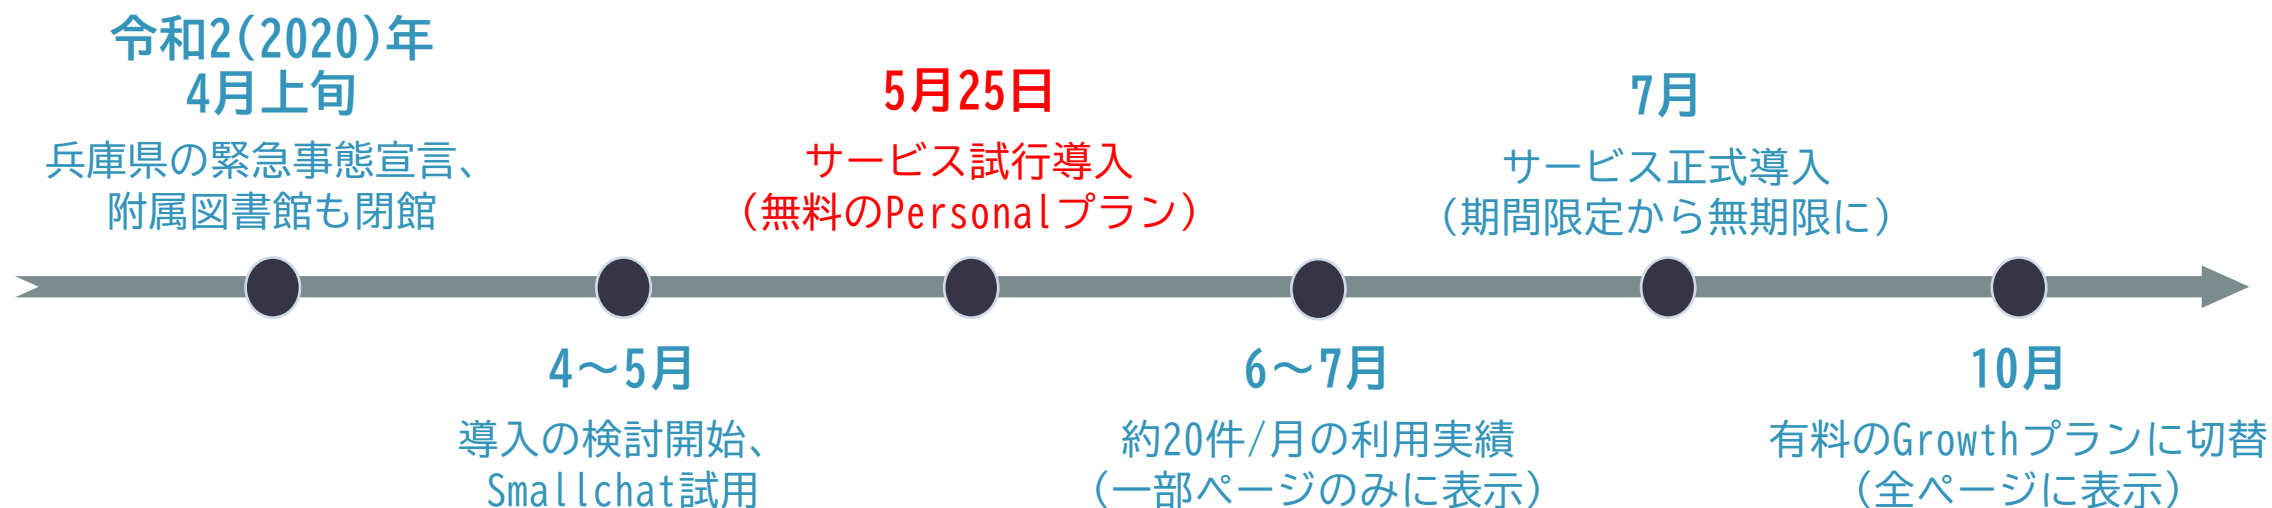 令和2(2020)年
4月上旬
兵庫県の緊急事態宣言、
附属図書館も閉館
4～5月
導入の検討開始、
Smallchat試用
5月25日
サービス試行導入
（無料のPersonalプラン）
6～7月
約20件/月の利用実績
（一部ページのみに表示）
7月
サービス正式導入
（期間限定から無期限に）
10月
有料のGrowthプランに切替
（全ページに表示）